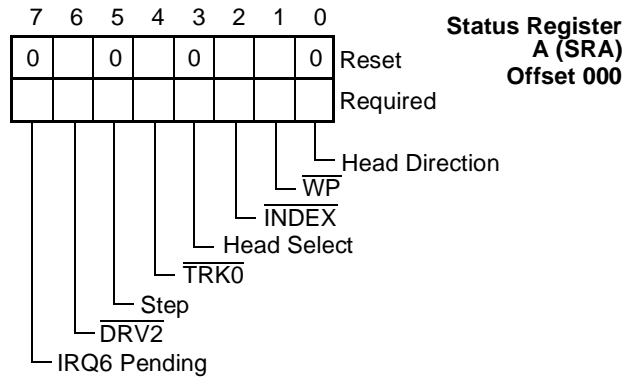 7 6 5 4 3 2 1 0
Status Register
A (SRA)
Offset 000
0 0 0 0 Reset
Required
Head Direction
WP
INDEX
Head Select
TRK0
Step
DRV2
IRQ6 Pending